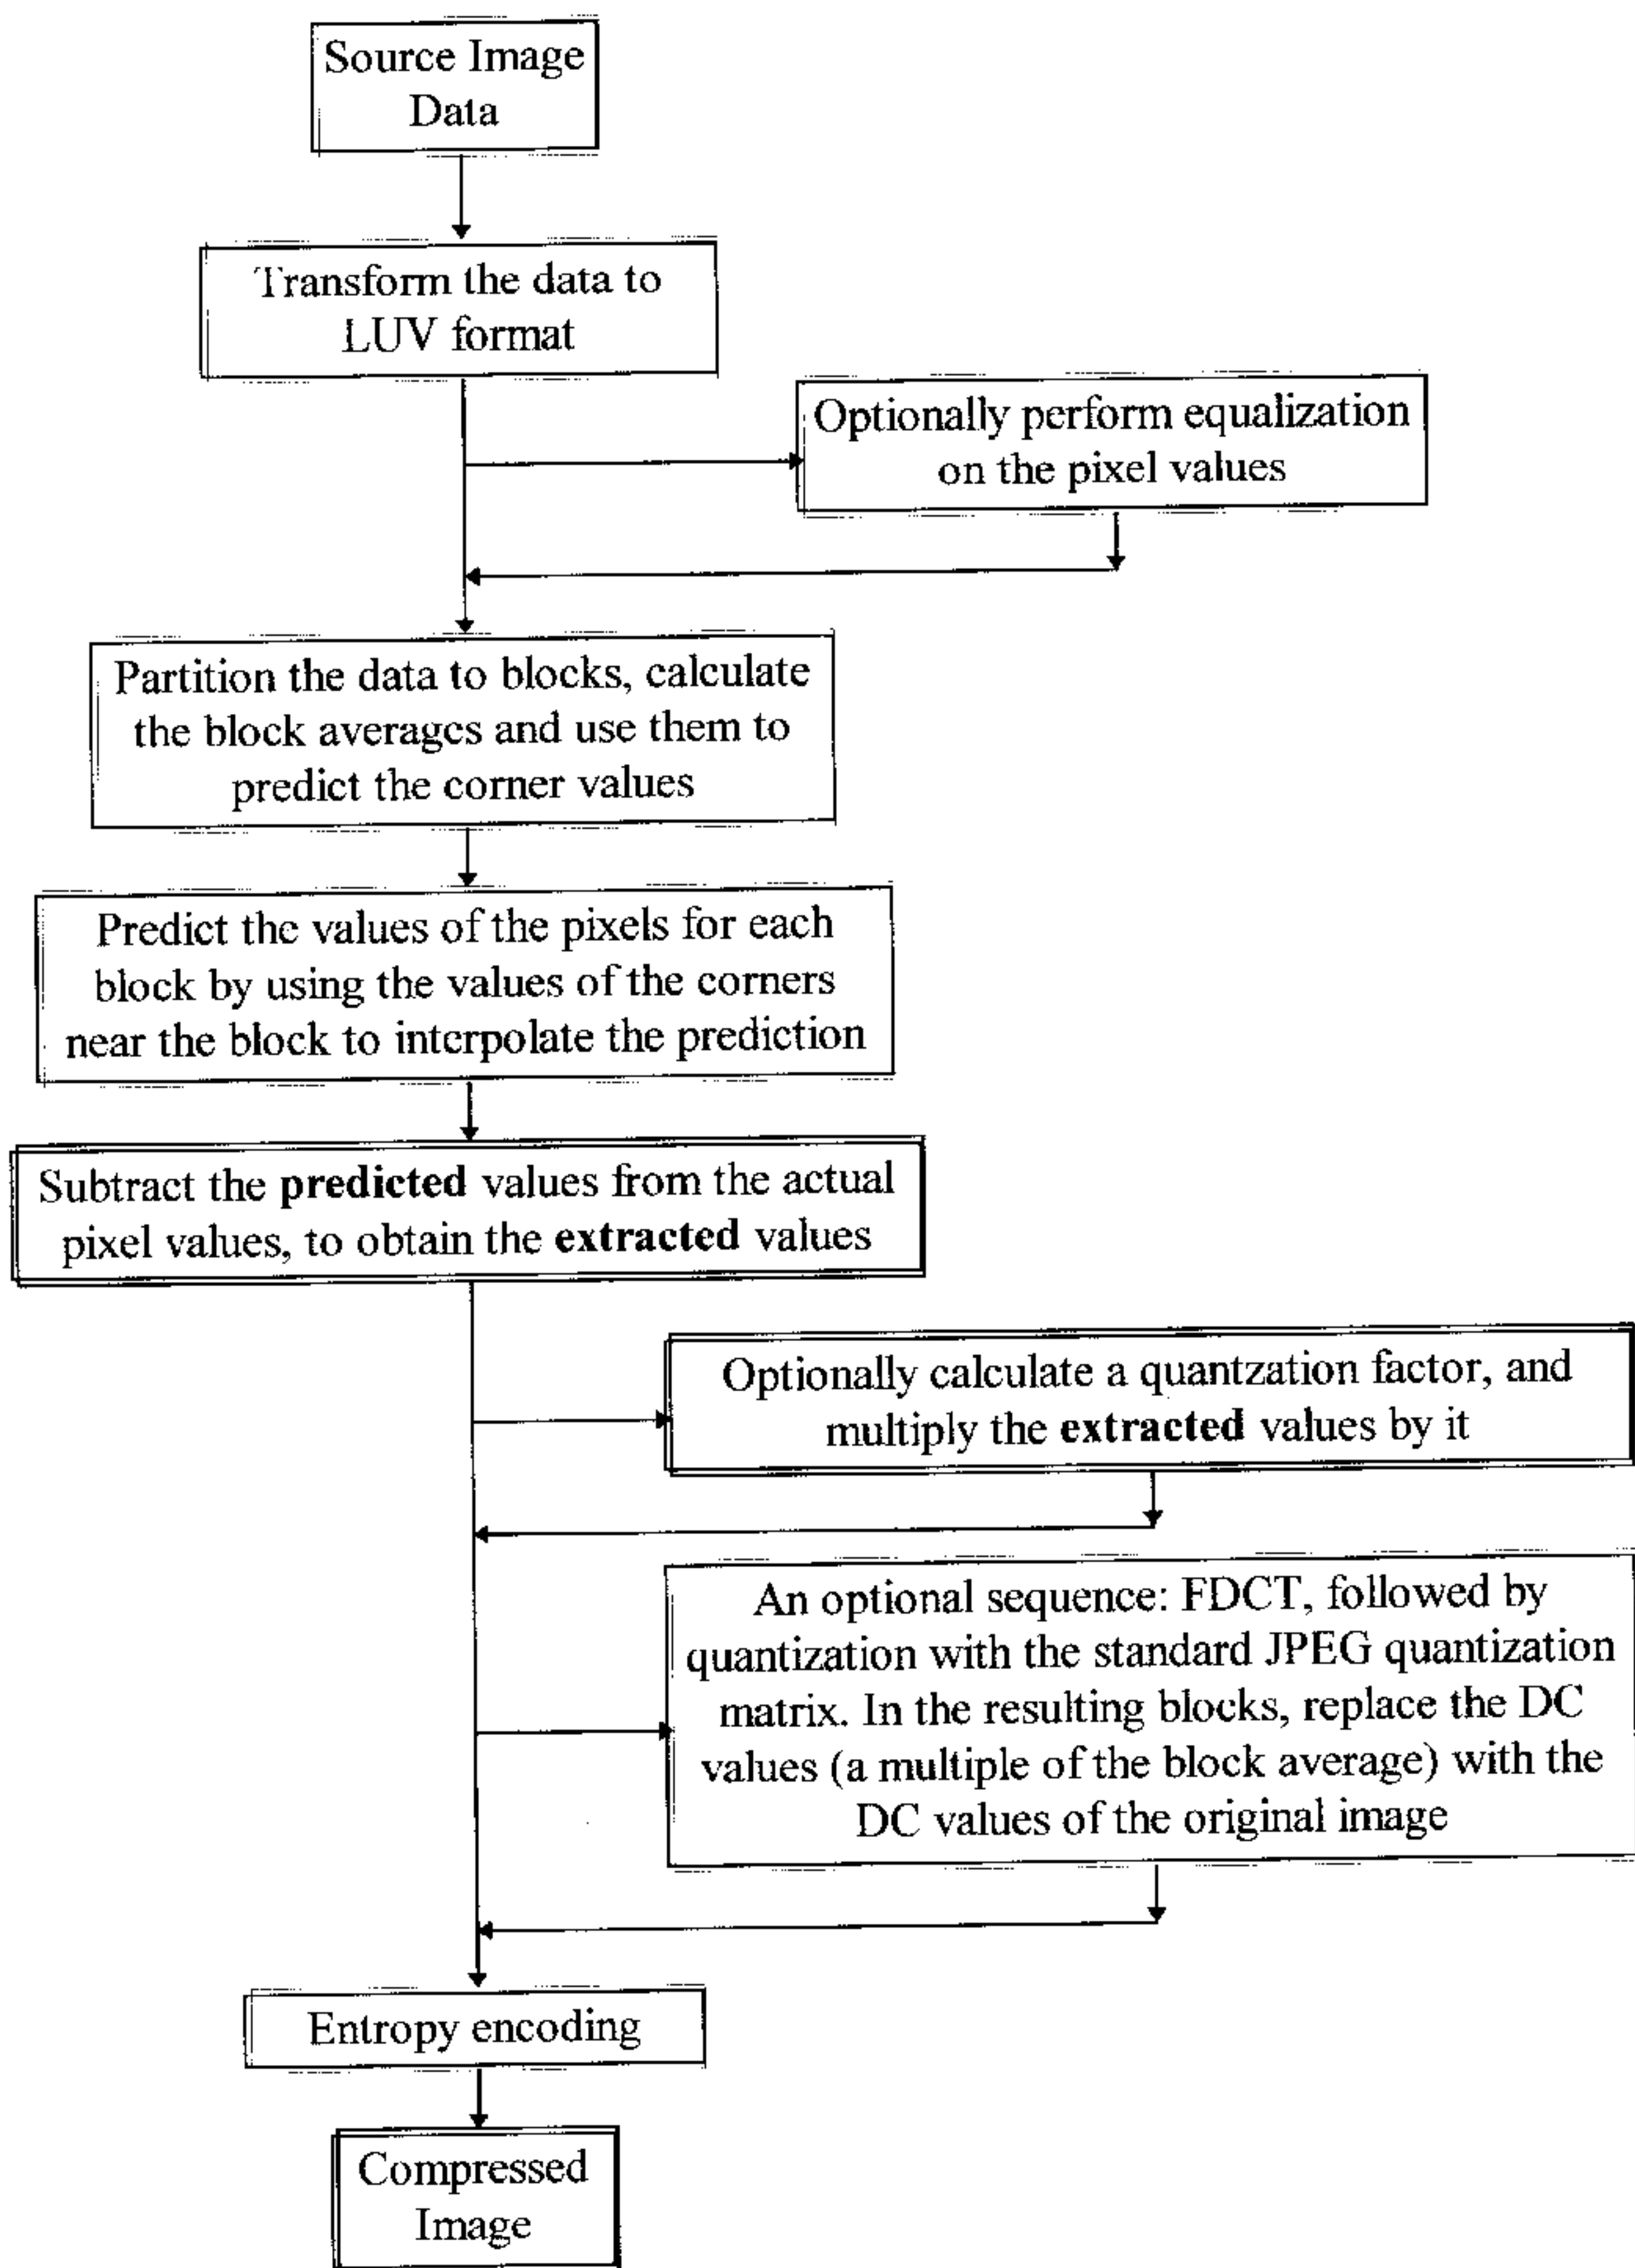 Source Image
Data
Transform the data to
LUV format
Optionally perform equalization
on the pixel values
Partition the data to blocks, calculate
the block averages and use them to
predict the corner values
Predict the values of the pixels for each
block by using the values of the corners
near the block to interpolate the prediction
Subtract the predicted values from the actual
pixel values, to obtain the extracted values
Optionally calculate a quantzation factor, and
multiply the extracted values by it
An optional sequence: FDCT, followed by
quantization with the standard JPEG quantization
matrix. In the resulting blocks, replace the DC
values (a multiple of the block average) with the
DC values of the original image
Entropy encoding
Compressed
Image